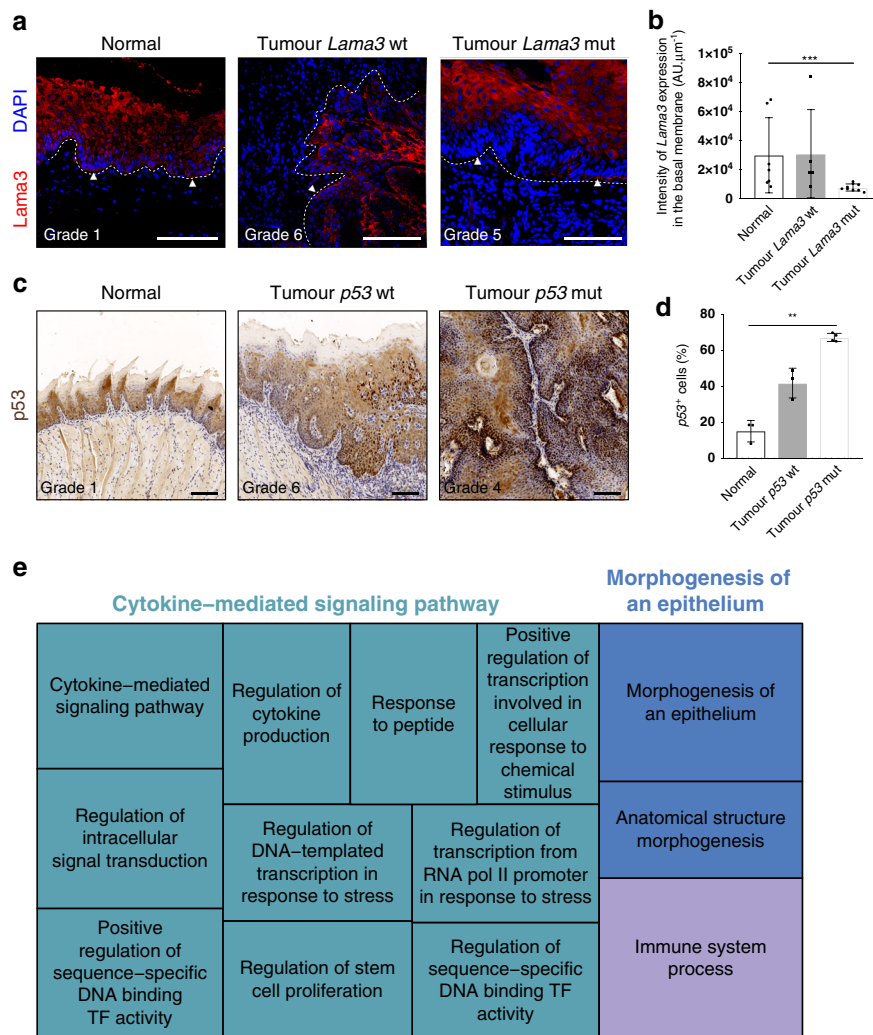 a
Normal
Tumour Lama3 wt
Tumour Lama3 mut
Lama3 DAPI
Grade 1
Grade 6
Grade 5
b
Intensity of Lama3 expression
in the basal membrane (AU.µm⁻¹)
1×10⁵
8×10⁴
6×10⁴
4×10⁴
2×10⁴
0
***
Normal
Tumour Lama3 wt
Tumour Lama3 mut
c
Normal
Tumour p53 wt
Tumour p53 mut
p53
Grade 1
Grade 6
Grade 4
d
p53⁺ cells (%)
80
60
40
20
0
**
Normal
Tumour p53 wt
Tumour p53 mut
e
Cytokine–mediated signaling pathway
Morphogenesis of
an epithelium
Cytokine–mediated
signaling pathway
Regulation of
cytokine
production
Response
to peptide
Positive
regulation of
transcription
involved in
cellular
response to
chemical
stimulus
Morphogenesis of
an epithelium
Regulation of
intracellular
signal transduction
Regulation of
DNA–templated
transcription in
response to stress
Regulation of
transcription from
RNA pol II promoter
in response to stress
Anatomical structure
morphogenesis
Positive
regulation of
sequence–specific
DNA binding
TF activity
Regulation of stem
cell proliferation
Regulation of
sequence–specific
DNA binding TF
activity
Immune system
process